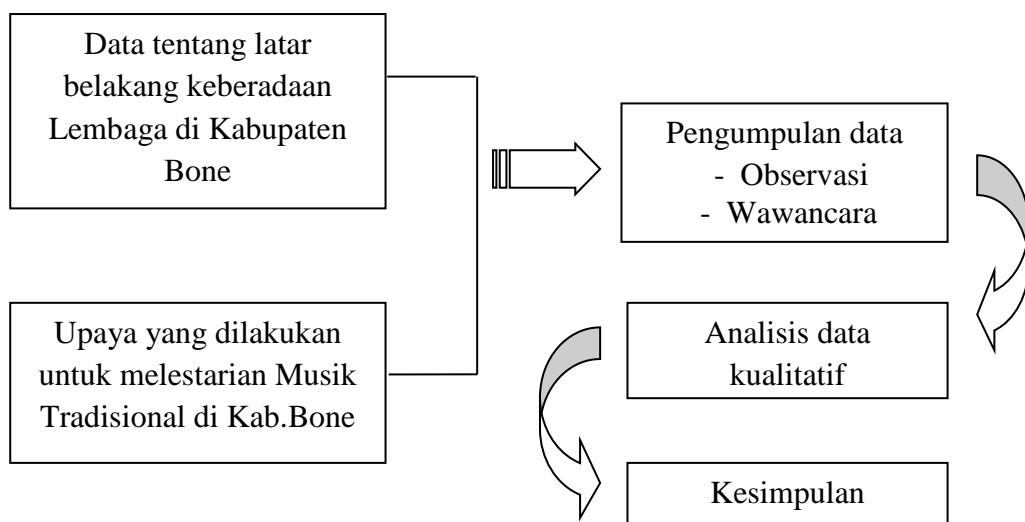 Data tentang latar
belakang keberadaan
Lembaga di Kabupaten
Bone
Upaya yang dilakukan
untuk melestarian Musik
Tradisional di Kab.Bone
Pengumpulan data
- Observasi
- Wawancara
Analisis data
kualitatif
Kesimpulan